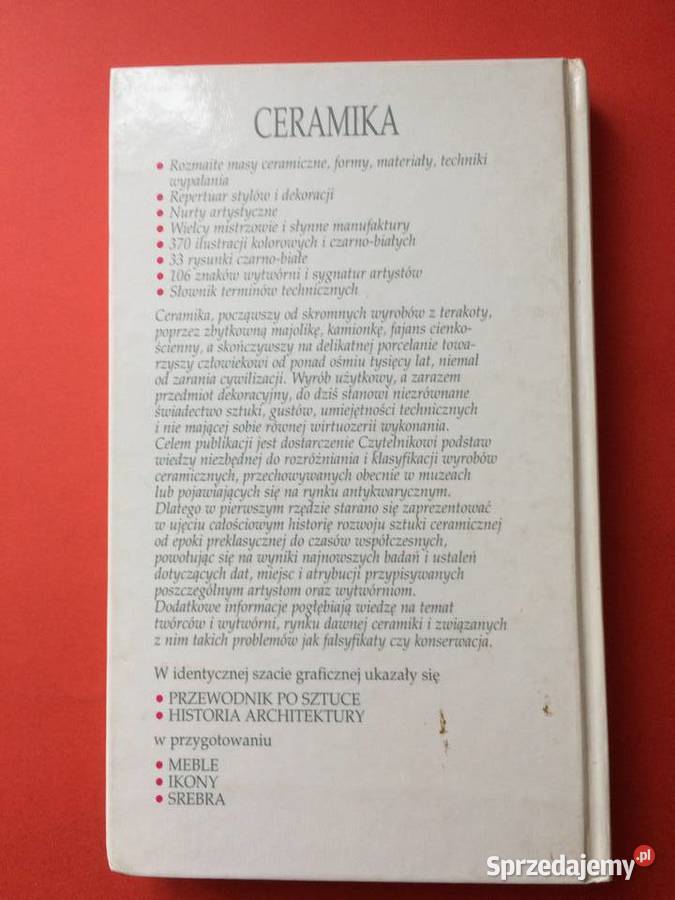 CERAMIKA
• Rozmaite masy ceramiczne, formy, materiały, techniki
wypalania
• Repertuar stylów i dekoracji
• Nurty artystyczne
• Wielcy mistrzowie i słynne manufaktury
• 370 ilustracji kolorowych i czarno-białych
• 33 rysunki czarno-białe
• 106 znaków wytwórni i sygnatur artystów
• Słownik terminów technicznych
Ceramika, począwszy od skromnych wyrobów z terakoty,
poprzez zbytkowną majolikę, kamionkę, fajans cienko-
ścienny, a skończywszy na delikatnej porcelanie towa-
rzyszy człowiekowi od ponad ośmiu tysięcy lat, niemal
od zarania cywilizacji. Wyrób użytkowy, a zarazem
przedmiot dekoracyjny, do dziś stanowi niezrównane
świadectwo sztuki, gustów, umiejętności technicznych
i nie mającej sobie równej wirtuozerii wykonania.
Celem publikacji jest dostarczenie Czytelnikowi podstaw
wiedzy niezbędnej do rozróżniania i klasyfikacji wyrobów
ceramicznych, przechowywanych obecnie w muzeach
lub pojawiających się na rynku antykwarycznym.
Dlatego w pierwszym rzędzie starano się zaprezentować
w ujęciu całościowym historię rozwoju sztuki ceramicznej
od epoki preklasycznej do czasów współczesnych,
powołując się na wyniki najnowszych badań i ustaleń
dotyczących dat, miejsc i atrybucji przypisywanych
poszczególnym artystom oraz wytwórniom.
Dodatkowe informacje pogłębiają wiedzę na temat
twórców i wytwórni, rynku dawnej ceramiki i związanych
z nim takich problemów jak falsyfikaty czy konserwacja.
W identycznej szacie graficznej ukazały się
• PRZEWODNIK PO SZTUCE
• HISTORIA ARCHITEKTURY
w przygotowaniu
• MEBLE
• IKONY
• SREBRA
Sprzedajemy.pl